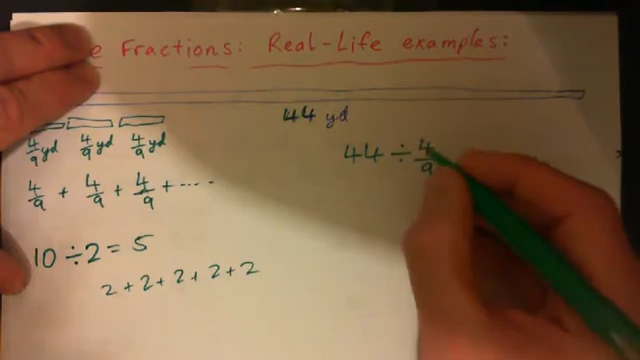 Fractions: Real-Life examples:
44 yd
4/9 yd 4/9 yd 4/9 yd
44 ÷ 4/9
4/9 + 4/9 + 4/9 + ....
10 ÷ 2 = 5
2 + 2 + 2 + 2 + 2